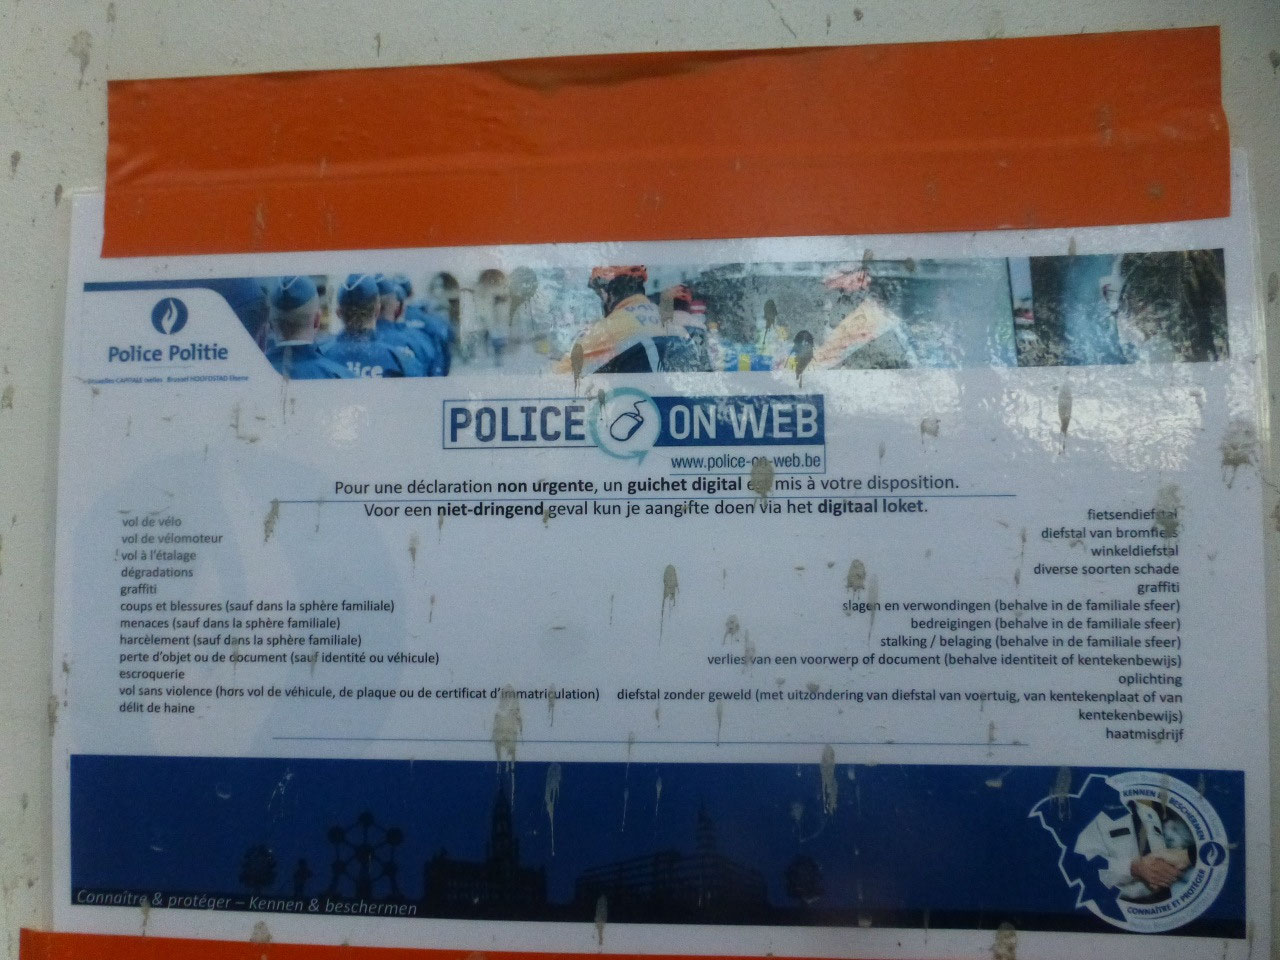 Police Politie
Bruxelles CAPITALE Ixelles Brussel HOOFDSTAD Elsene
POLICE ON WEB
www.police-on-web.be
Pour une déclaration non urgente, un guichet digital est mis à votre disposition.
Voor een niet-dringend geval kun je aangifte doen via het digitaal loket.
vol de vélo
vol de vélomoteur
vol à l'étalage
dégradations
graffiti
coups et blessures (sauf dans la sphère familiale)
menaces (sauf dans la sphère familiale)
harcèlement (sauf dans la sphère familiale)
perte d'objet ou de document (sauf identité ou véhicule)
escroquerie
vol sans violence (hors vol de véhicule, de plaque ou de certificat d'immatriculation)
délit de haine
fietsendiefstal
diefstal van bromfiets
winkeldiefstal
diverse soorten schade
graffiti
slagen en verwondingen (behalve in de familiale sfeer)
bedreigingen (behalve in de familiale sfeer)
stalking / belaging (behalve in de familiale sfeer)
verlies van een voorwerp of document (behalve identiteit of kentekenbewijs)
oplichting
diefstal zonder geweld (met uitzondering van diefstal van voertuig, van kentekenplaat of van
kentekenbewijs)
haatmisdrijf
Connaître & protéger – Kennen & beschermen
KENNEN & BESCHERMEN
CONNAÎTRE ET PROTÉGER